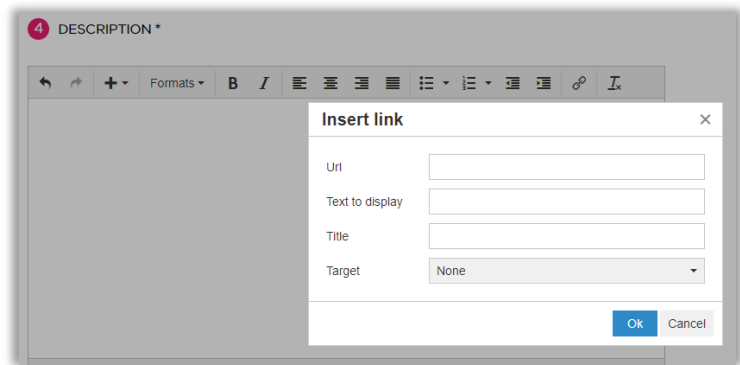 4 DESCRIPTION *
Formats B I
Insert link ×
Url
Text to display
Title
Target None
Ok Cancel